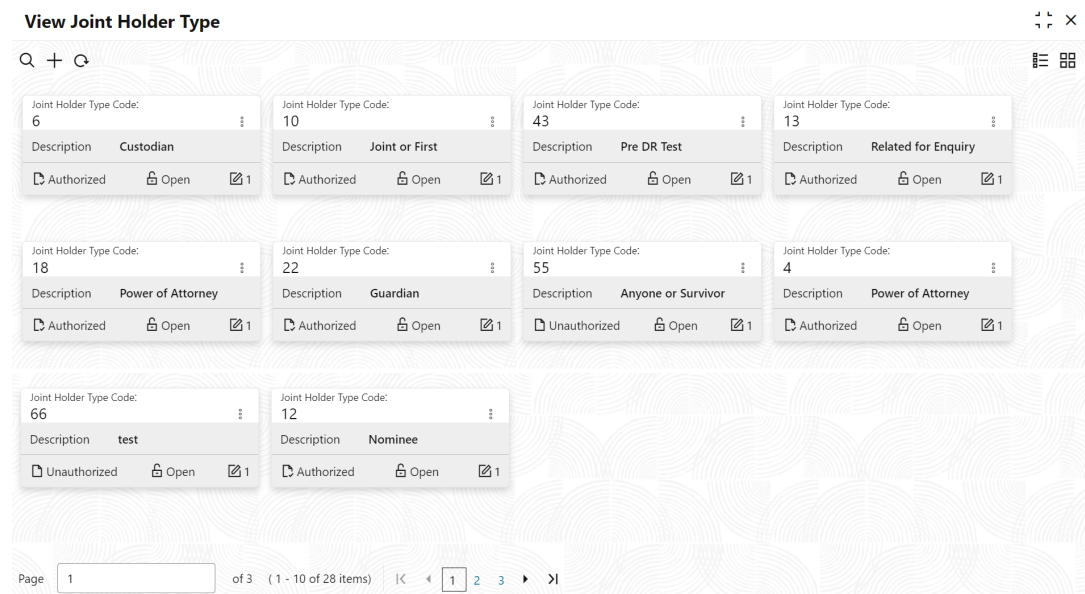 View Joint Holder Type
Joint Holder Type Code: Joint Holder Type Code: Joint Holder Type Code: Joint Holder Type Code:
6 10 43 13
Description Custodian Description Joint or First Description Pre DR Test Description Related for Enquiry
Authorized Open 1 Authorized Open 1 Authorized Open 1 Authorized Open 1
Joint Holder Type Code: Joint Holder Type Code: Joint Holder Type Code: Joint Holder Type Code:
18 22 55 4
Description Power of Attorney Description Guardian Description Anyone or Survivor Description Power of Attorney
Authorized Open 1 Authorized Open 1 Unauthorized Open 1 Authorized Open 1
Joint Holder Type Code: Joint Holder Type Code:
66 12
Description test Description Nominee
Unauthorized Open 1 Authorized Open 1
Page 1 of 3 ( 1 - 10 of 28 items) 1 2 3